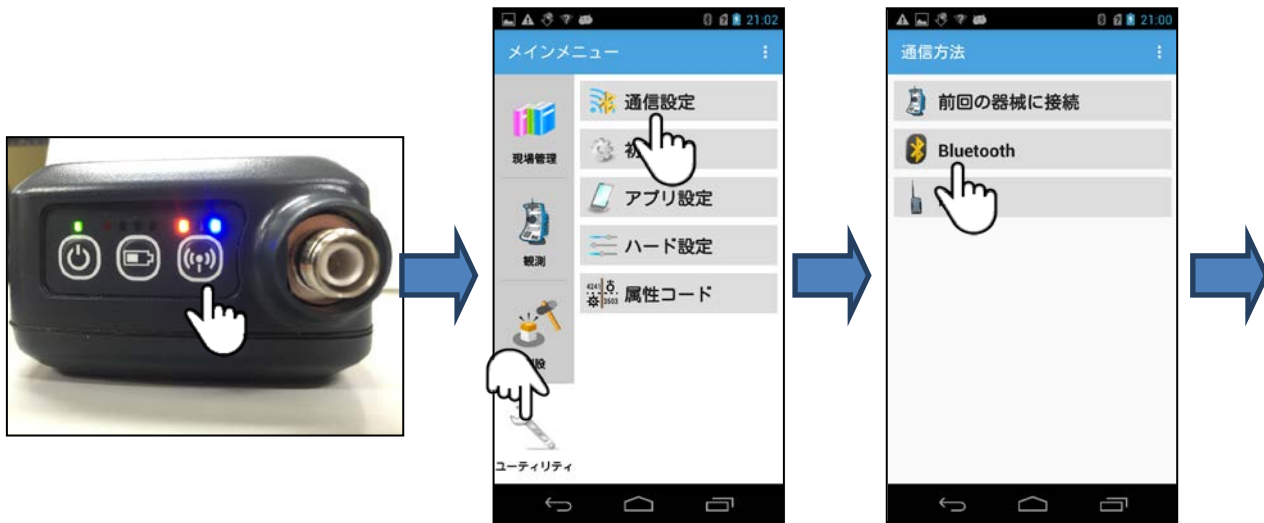 21:02
メインメニュー
通信設定
現場管理
アプリ設定
観測
ハード設定
属性コード
ユーティリティ
21:00
通信方法
前回の器械に接続
Bluetooth